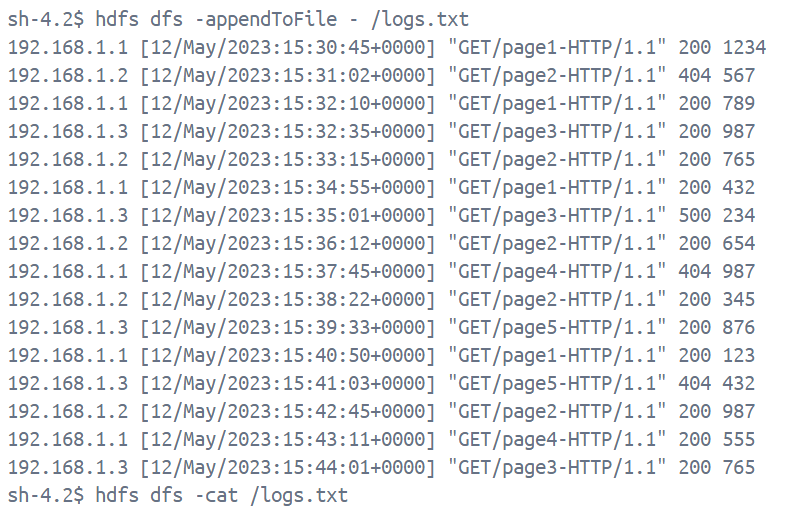 sh-4.2$ hdfs dfs -appendToFile - /logs.txt
192.168.1.1 [12/May/2023:15:30:45+0000] "GET/page1-HTTP/1.1" 200 1234
192.168.1.2 [12/May/2023:15:31:02+0000] "GET/page2-HTTP/1.1" 404 567
192.168.1.1 [12/May/2023:15:32:10+0000] "GET/page1-HTTP/1.1" 200 789
192.168.1.3 [12/May/2023:15:32:35+0000] "GET/page3-HTTP/1.1" 200 987
192.168.1.2 [12/May/2023:15:33:15+0000] "GET/page2-HTTP/1.1" 200 765
192.168.1.1 [12/May/2023:15:34:55+0000] "GET/page1-HTTP/1.1" 200 432
192.168.1.3 [12/May/2023:15:35:01+0000] "GET/page3-HTTP/1.1" 500 234
192.168.1.2 [12/May/2023:15:36:12+0000] "GET/page2-HTTP/1.1" 200 654
192.168.1.1 [12/May/2023:15:37:45+0000] "GET/page4-HTTP/1.1" 404 987
192.168.1.2 [12/May/2023:15:38:22+0000] "GET/page2-HTTP/1.1" 200 345
192.168.1.3 [12/May/2023:15:39:33+0000] "GET/page5-HTTP/1.1" 200 876
192.168.1.1 [12/May/2023:15:40:50+0000] "GET/page1-HTTP/1.1" 200 123
192.168.1.3 [12/May/2023:15:41:03+0000] "GET/page5-HTTP/1.1" 404 432
192.168.1.2 [12/May/2023:15:42:45+0000] "GET/page2-HTTP/1.1" 200 987
192.168.1.1 [12/May/2023:15:43:11+0000] "GET/page4-HTTP/1.1" 200 555
192.168.1.3 [12/May/2023:15:44:01+0000] "GET/page3-HTTP/1.1" 200 765
sh-4.2$ hdfs dfs -cat /logs.txt